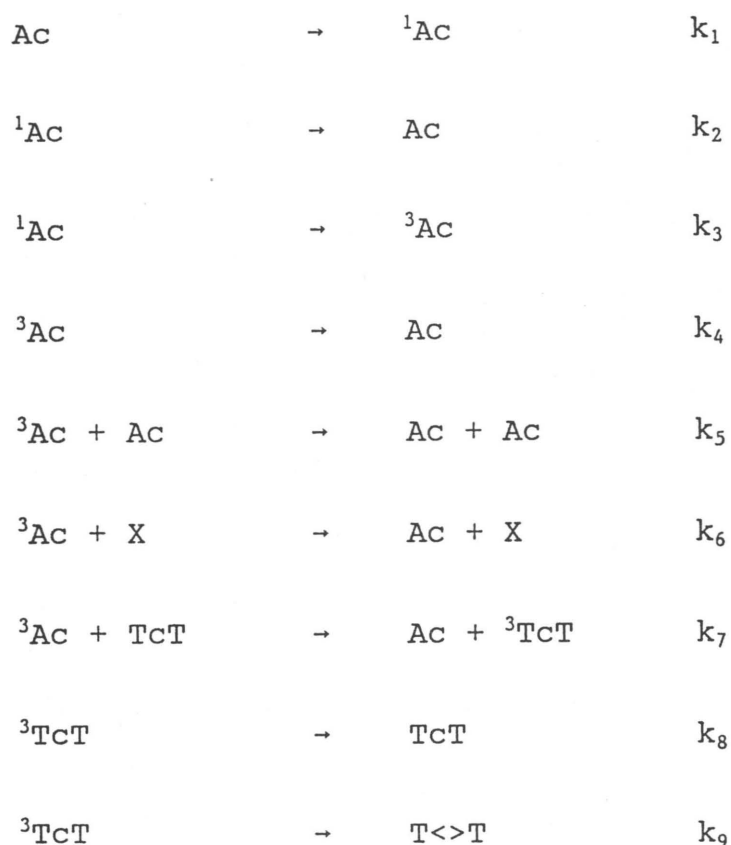 Ac → ¹Ac k₁
¹Ac → Ac k₂
¹Ac → ³Ac k₃
³Ac → Ac k₄
³Ac + Ac → Ac + Ac k₅
³Ac + X → Ac + X k₆
³Ac + TcT → Ac + ³TcT k₇
³TcT → TcT k₈
³TcT → T<>T k₉